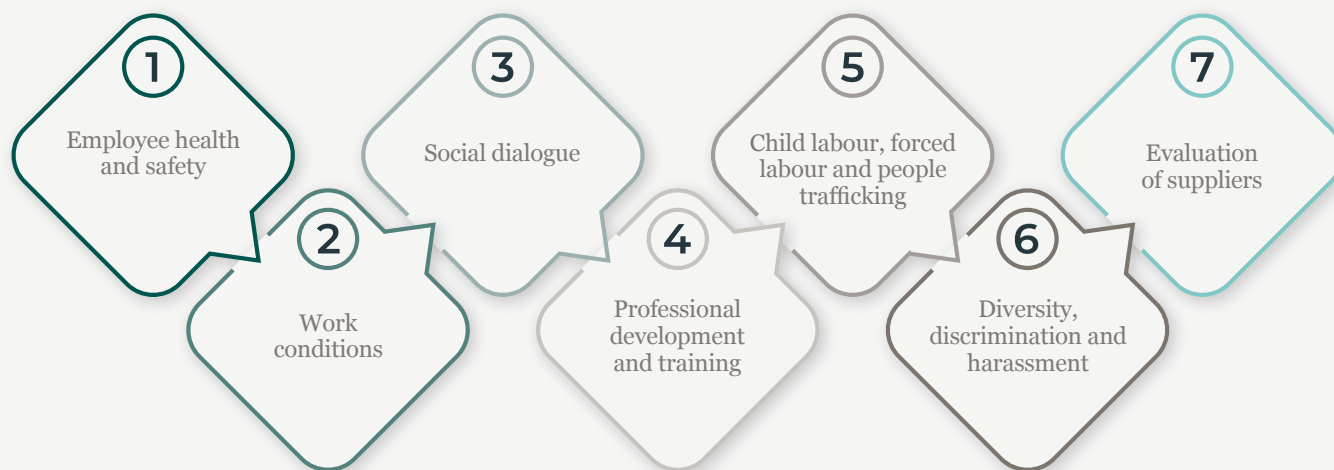 1
Employee health
and safety
2
Work
conditions
3
Social dialogue
4
Professional
development
and training
5
Child labour, forced
labour and people
trafficking
6
Diversity,
discrimination and
harassment
7
Evaluation
of suppliers